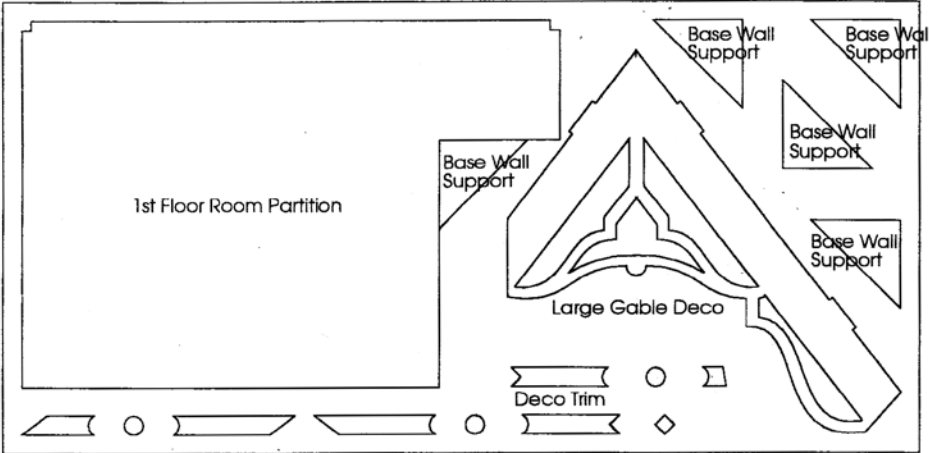 Base Wall
Support
Base Wall
Support
Base Wall
Support
Base Wall
Support
1st Floor Room Partition
Base Wall
Support
Large Gable Deco
Deco Trim